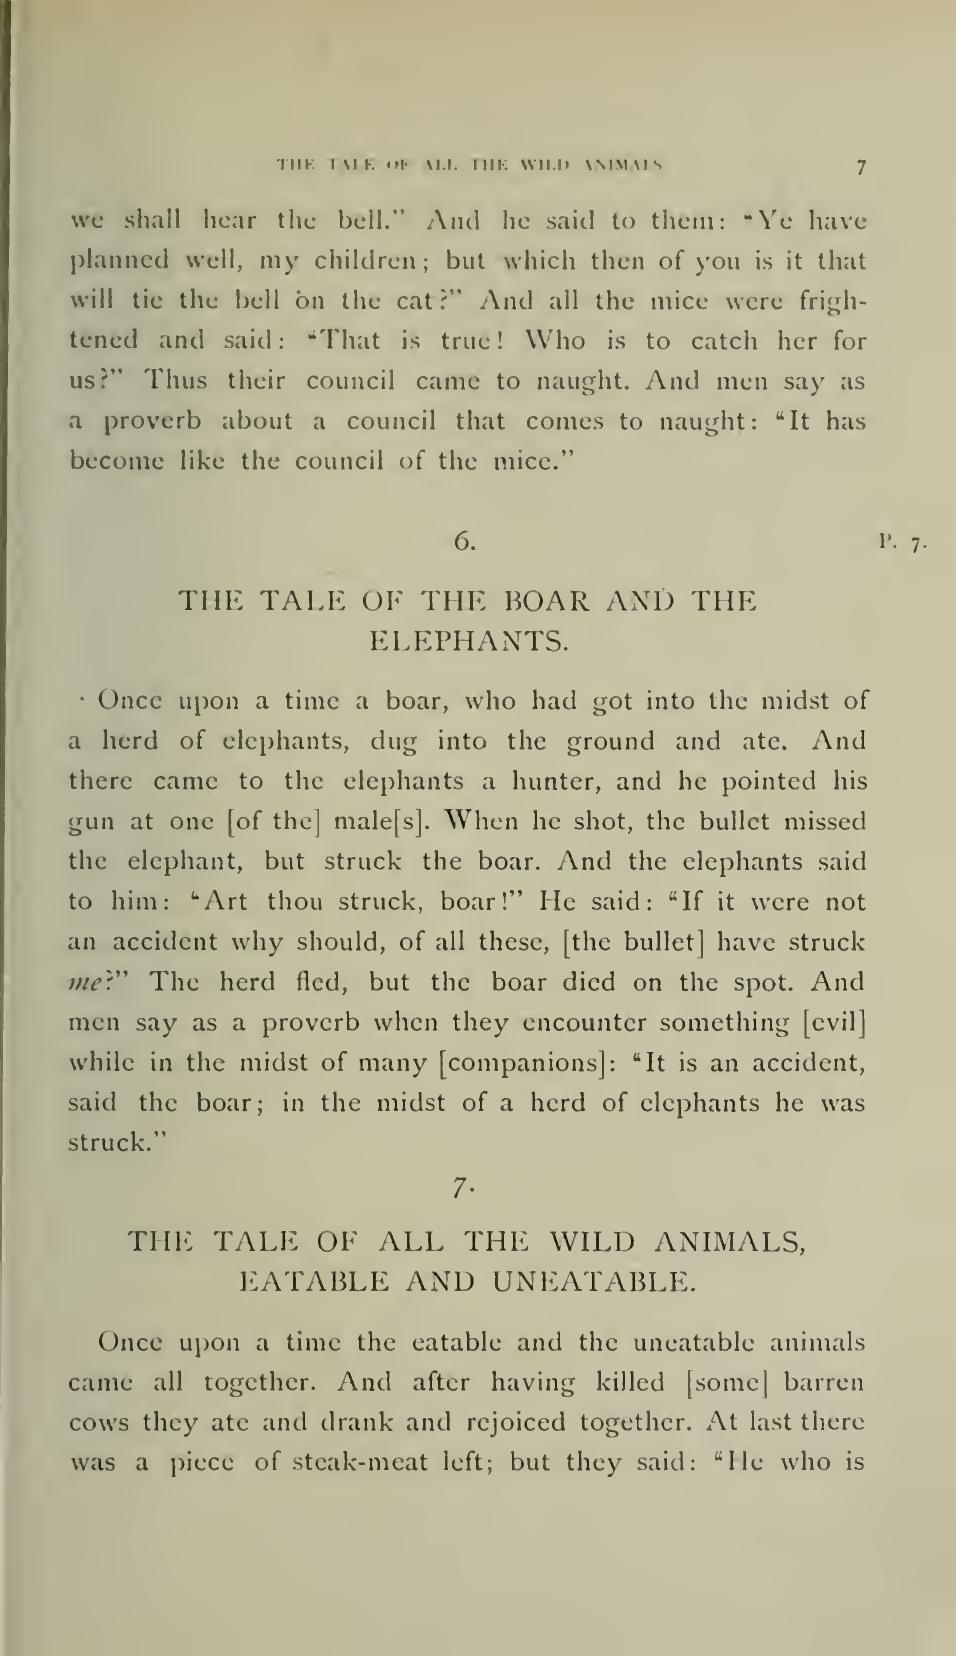 THE TALE OF ALL THE WILD ANIMALS 7
we shall hear the bell.” And he said to them: “Ye have
planned well, my children; but which then of you is it that
will tie the bell on the cat?” And all the mice were frigh-
tened and said: “That is true! Who is to catch her for
us?” Thus their council came to naught. And men say as
a proverb about a council that comes to naught: “It has
become like the council of the mice.”
6. P. 7.
THE TALE OF THE BOAR AND THE
ELEPHANTS.
Once upon a time a boar, who had got into the midst of
a herd of elephants, dug into the ground and ate. And
there came to the elephants a hunter, and he pointed his
gun at one [of the] male[s]. When he shot, the bullet missed
the elephant, but struck the boar. And the elephants said
to him: “Art thou struck, boar!” He said: “If it were not
an accident why should, of all these, [the bullet] have struck
me?” The herd fled, but the boar died on the spot. And
men say as a proverb when they encounter something [evil]
while in the midst of many [companions]: “It is an accident,
said the boar; in the midst of a herd of elephants he was
struck.”
7.
THE TALE OF ALL THE WILD ANIMALS,
EATABLE AND UNEATABLE.
Once upon a time the eatable and the uneatable animals
came all together. And after having killed [some] barren
cows they ate and drank and rejoiced together. At last there
was a piece of steak-meat left; but they said: “He who is